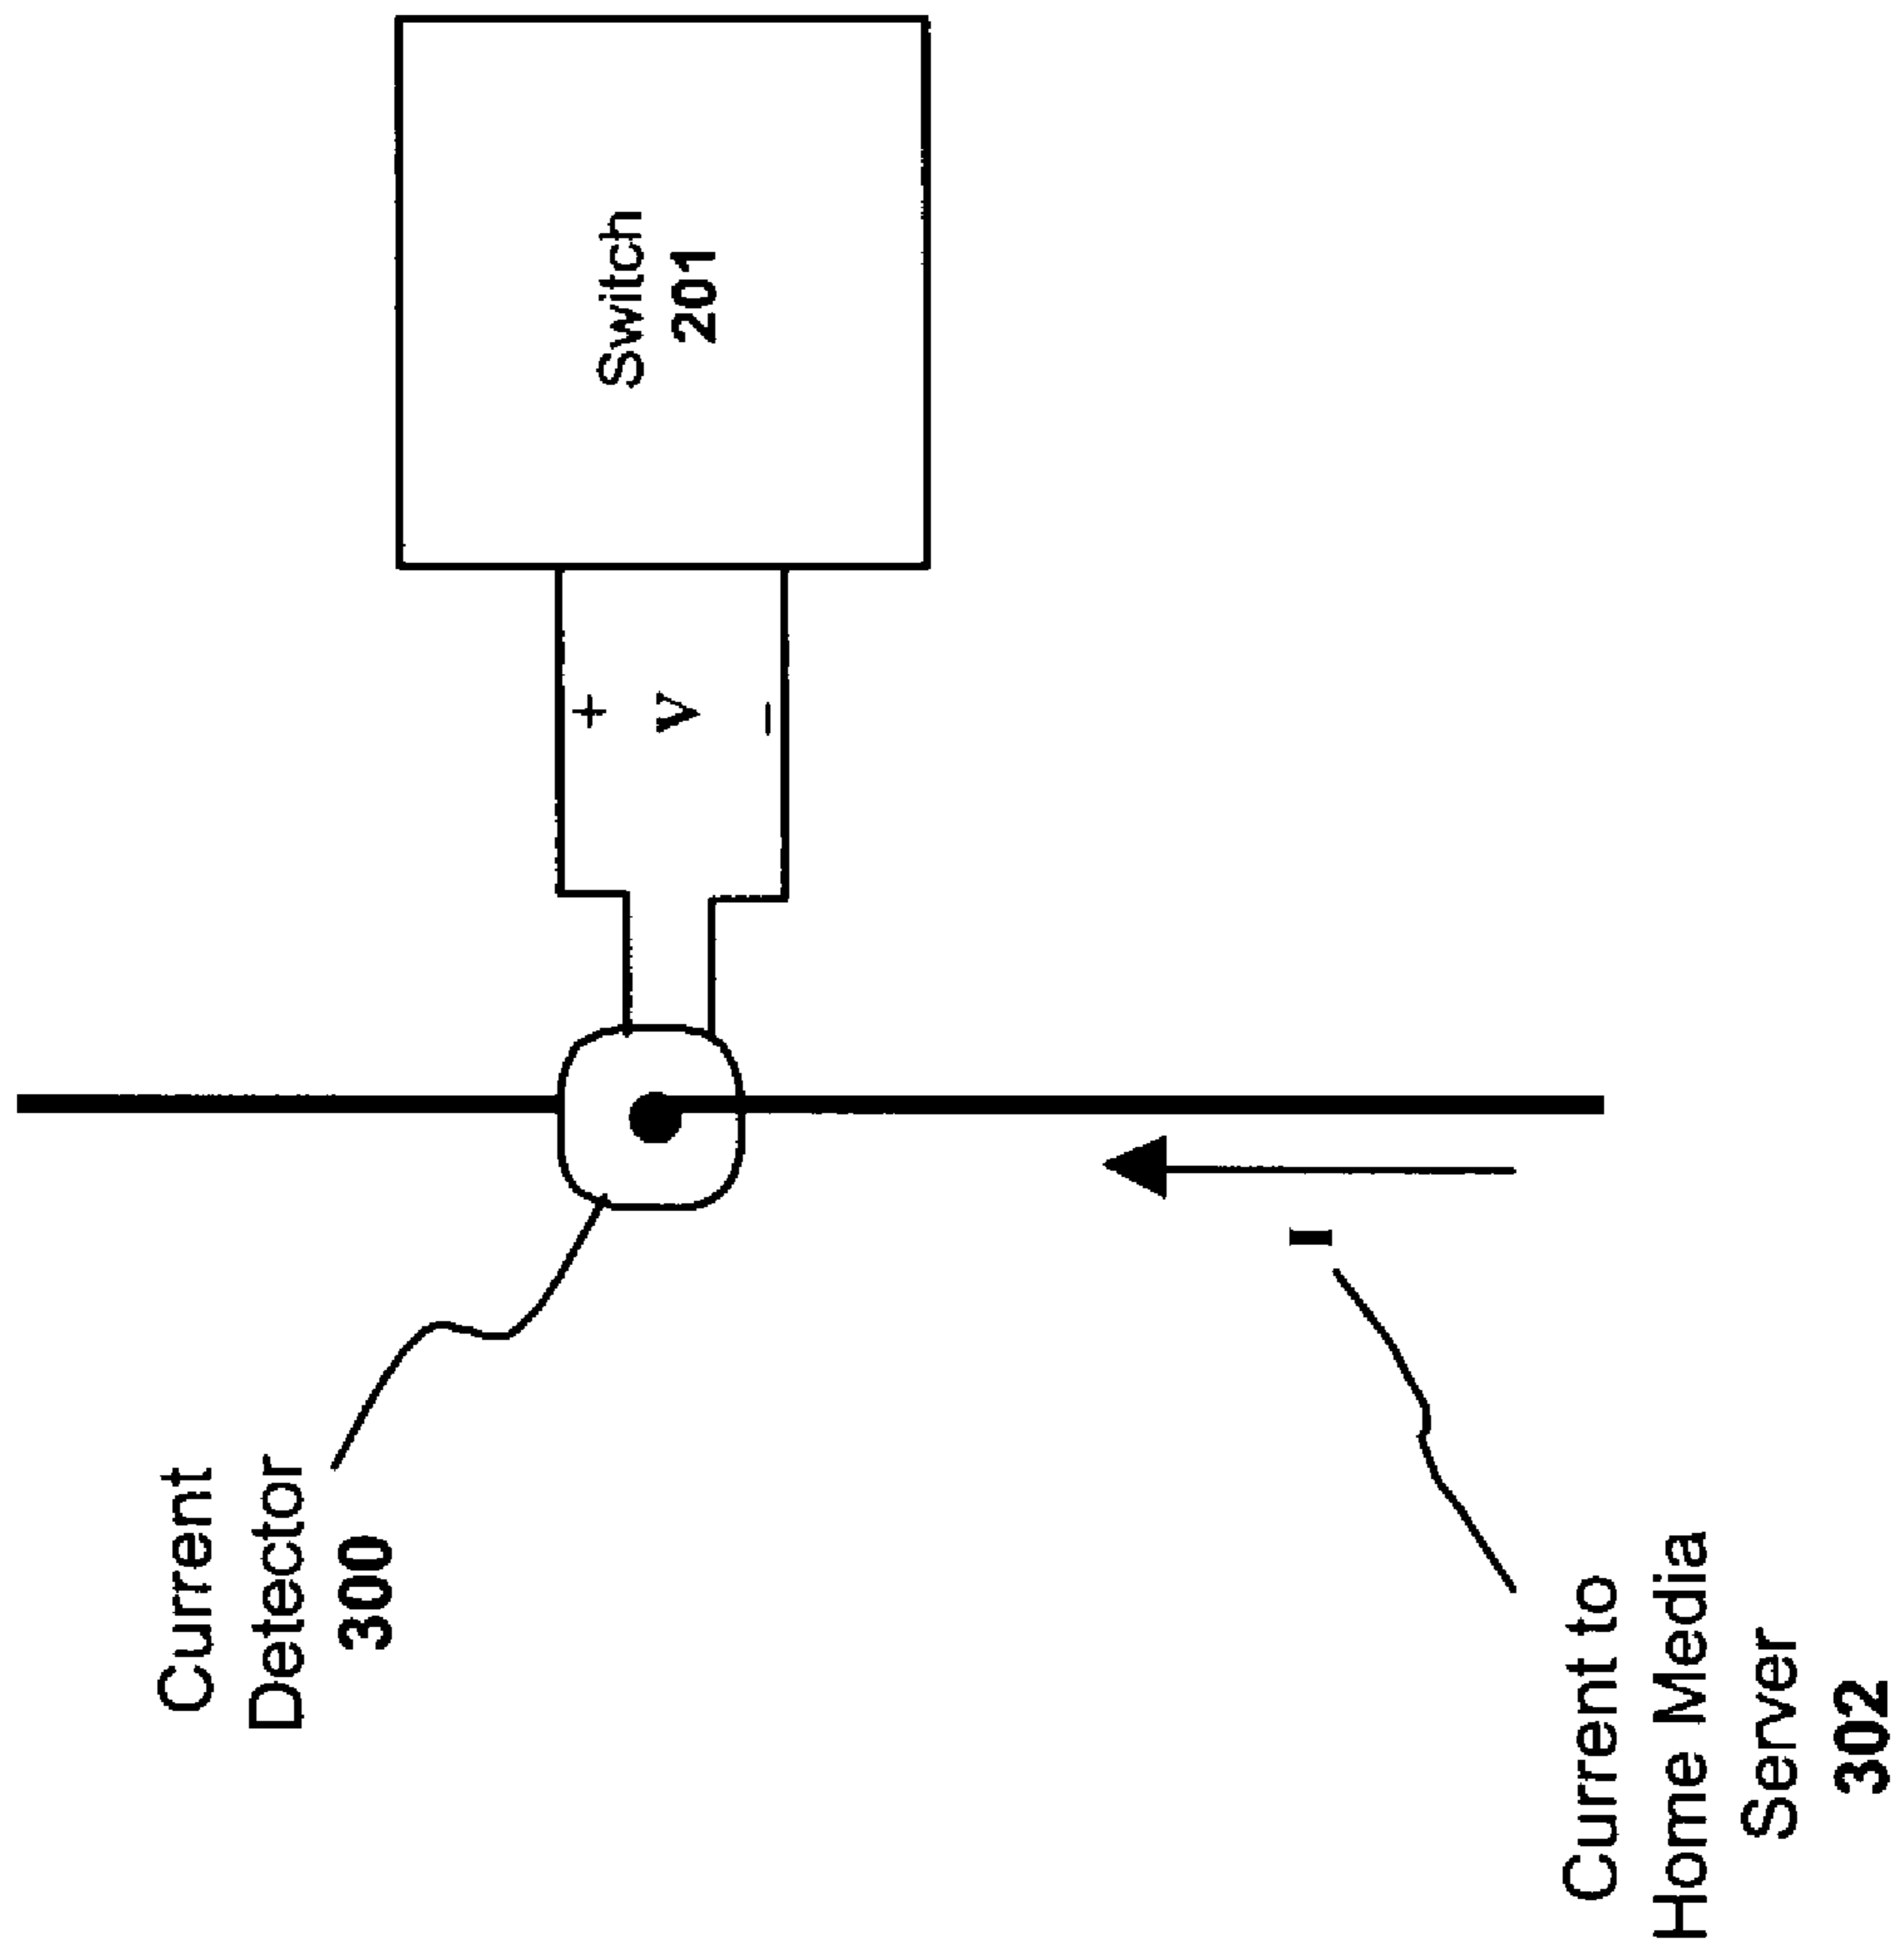 Current
Detector
300
Current to
Home Media
Server
302
I
+
V
–
Switch
201